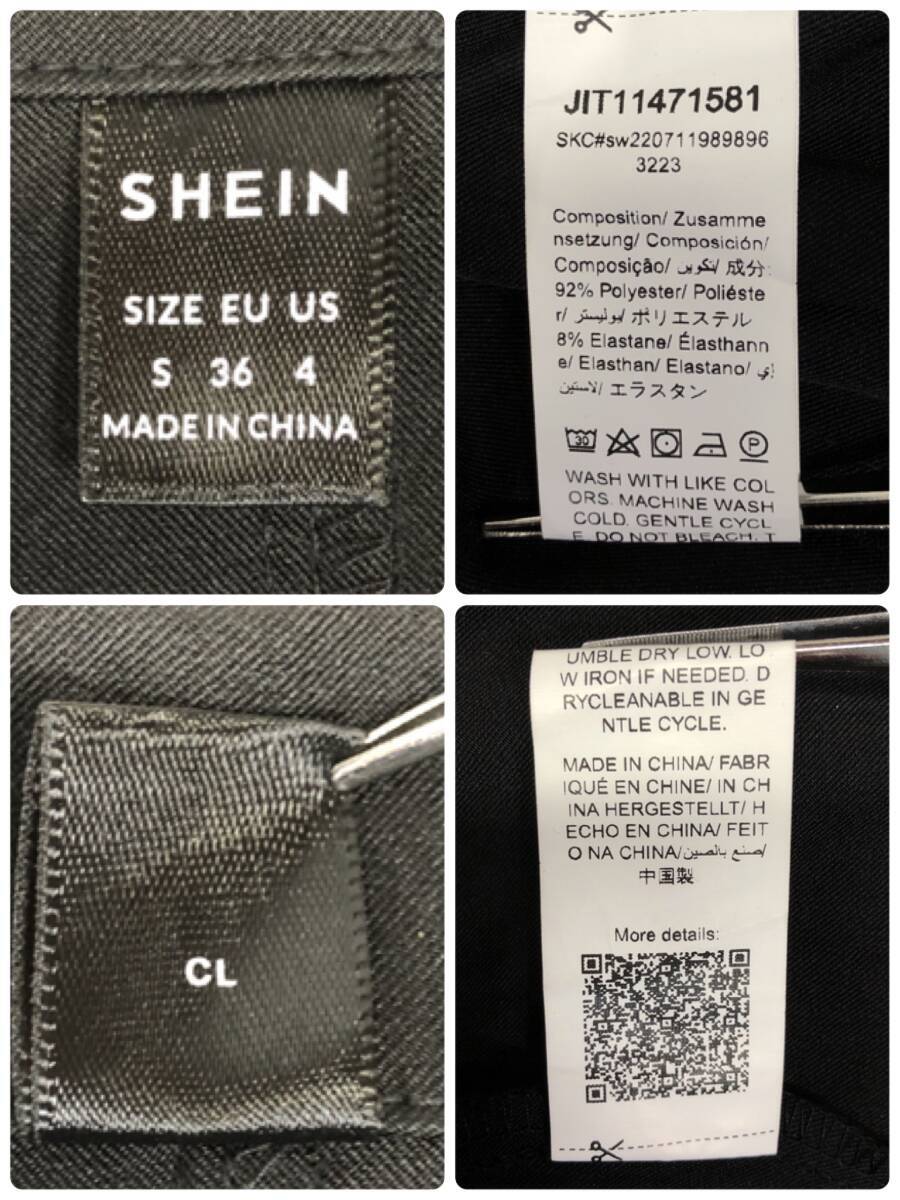 SHEIN
SIZE EU US
S 36 4
MADE IN CHINA
JIT11471581
SKC#sw220711989896
3223
Composition/ Zusamme
nsetzung/ Composición/
Composição/ تكوين/ 成分:
92% Polyester/ Poliéste
r/ بوليستر/ ポリエステル
8% Elastane/ Élasthann
e/ Elasthan/ Elastano/ إي
لاستين/ エラスタン
30
P
WASH WITH LIKE COL
ORS. MACHINE WASH
COLD. GENTLE CYCL
E. DO NOT BLEACH. T
CL
UMBLE DRY LOW. LO
W IRON IF NEEDED. D
RYCLEANABLE IN GE
NTLE CYCLE.
MADE IN CHINA/ FABR
IQUÉ EN CHINE/ IN CH
INA HERGESTELLT/ H
ECHO EN CHINA/ FEIT
O NA CHINA/صنع بالصين/
中国製
More details: